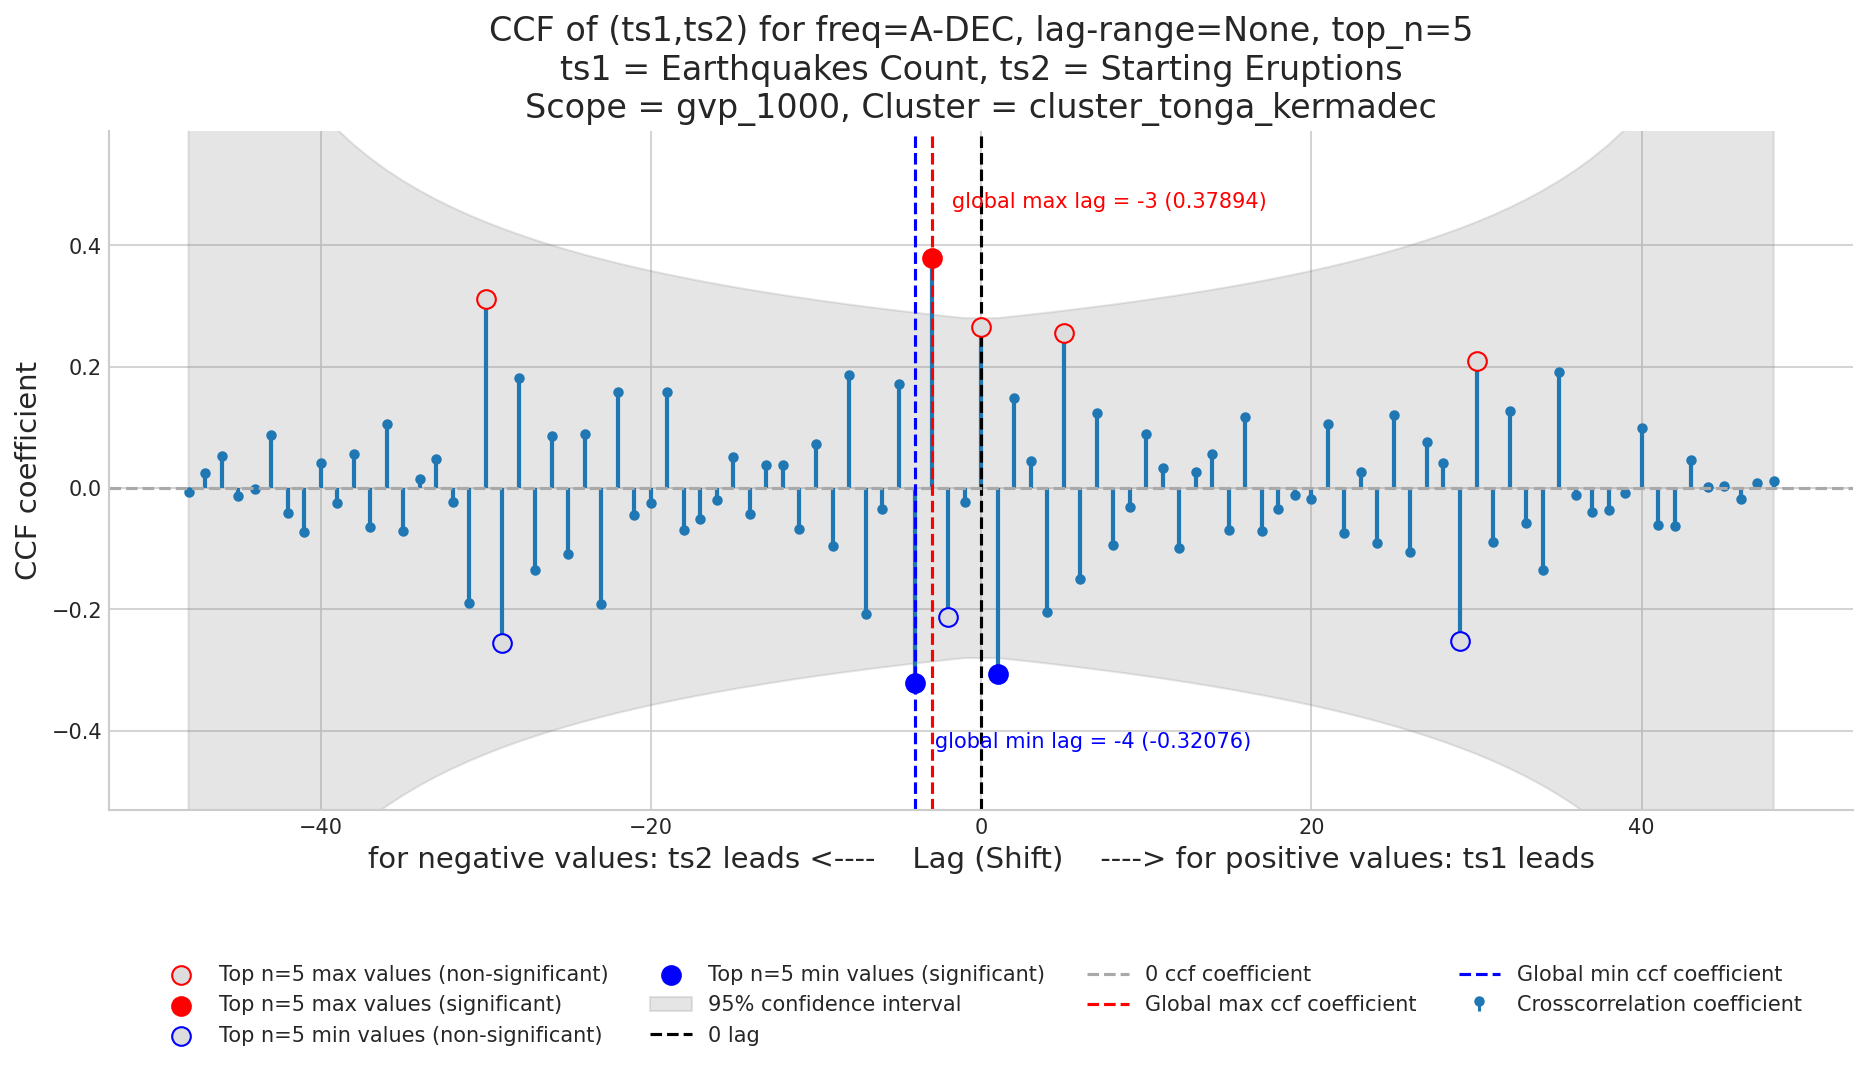 CCF of (ts1,ts2) for freq=A-DEC, lag-range=None, top_n=5
ts1 = Earthquakes Count, ts2 = Starting Eruptions
Scope = gvp_1000, Cluster = cluster_tonga_kermadec
global max lag = -3 (0.37894)
0.4
0.2
0.0
−0.2
−0.4
CCF coefficient
global min lag = -4 (-0.32076)
−40
−20
0
20
40
for negative values: ts2 leads <----    Lag (Shift)    ----> for positive values: ts1 leads
Top n=5 max values (non-significant)
Top n=5 max values (significant)
Top n=5 min values (non-significant)
Top n=5 min values (significant)
95% confidence interval
0 lag
0 ccf coefficient
Global max ccf coefficient
Global min ccf coefficient
Crosscorrelation coefficient